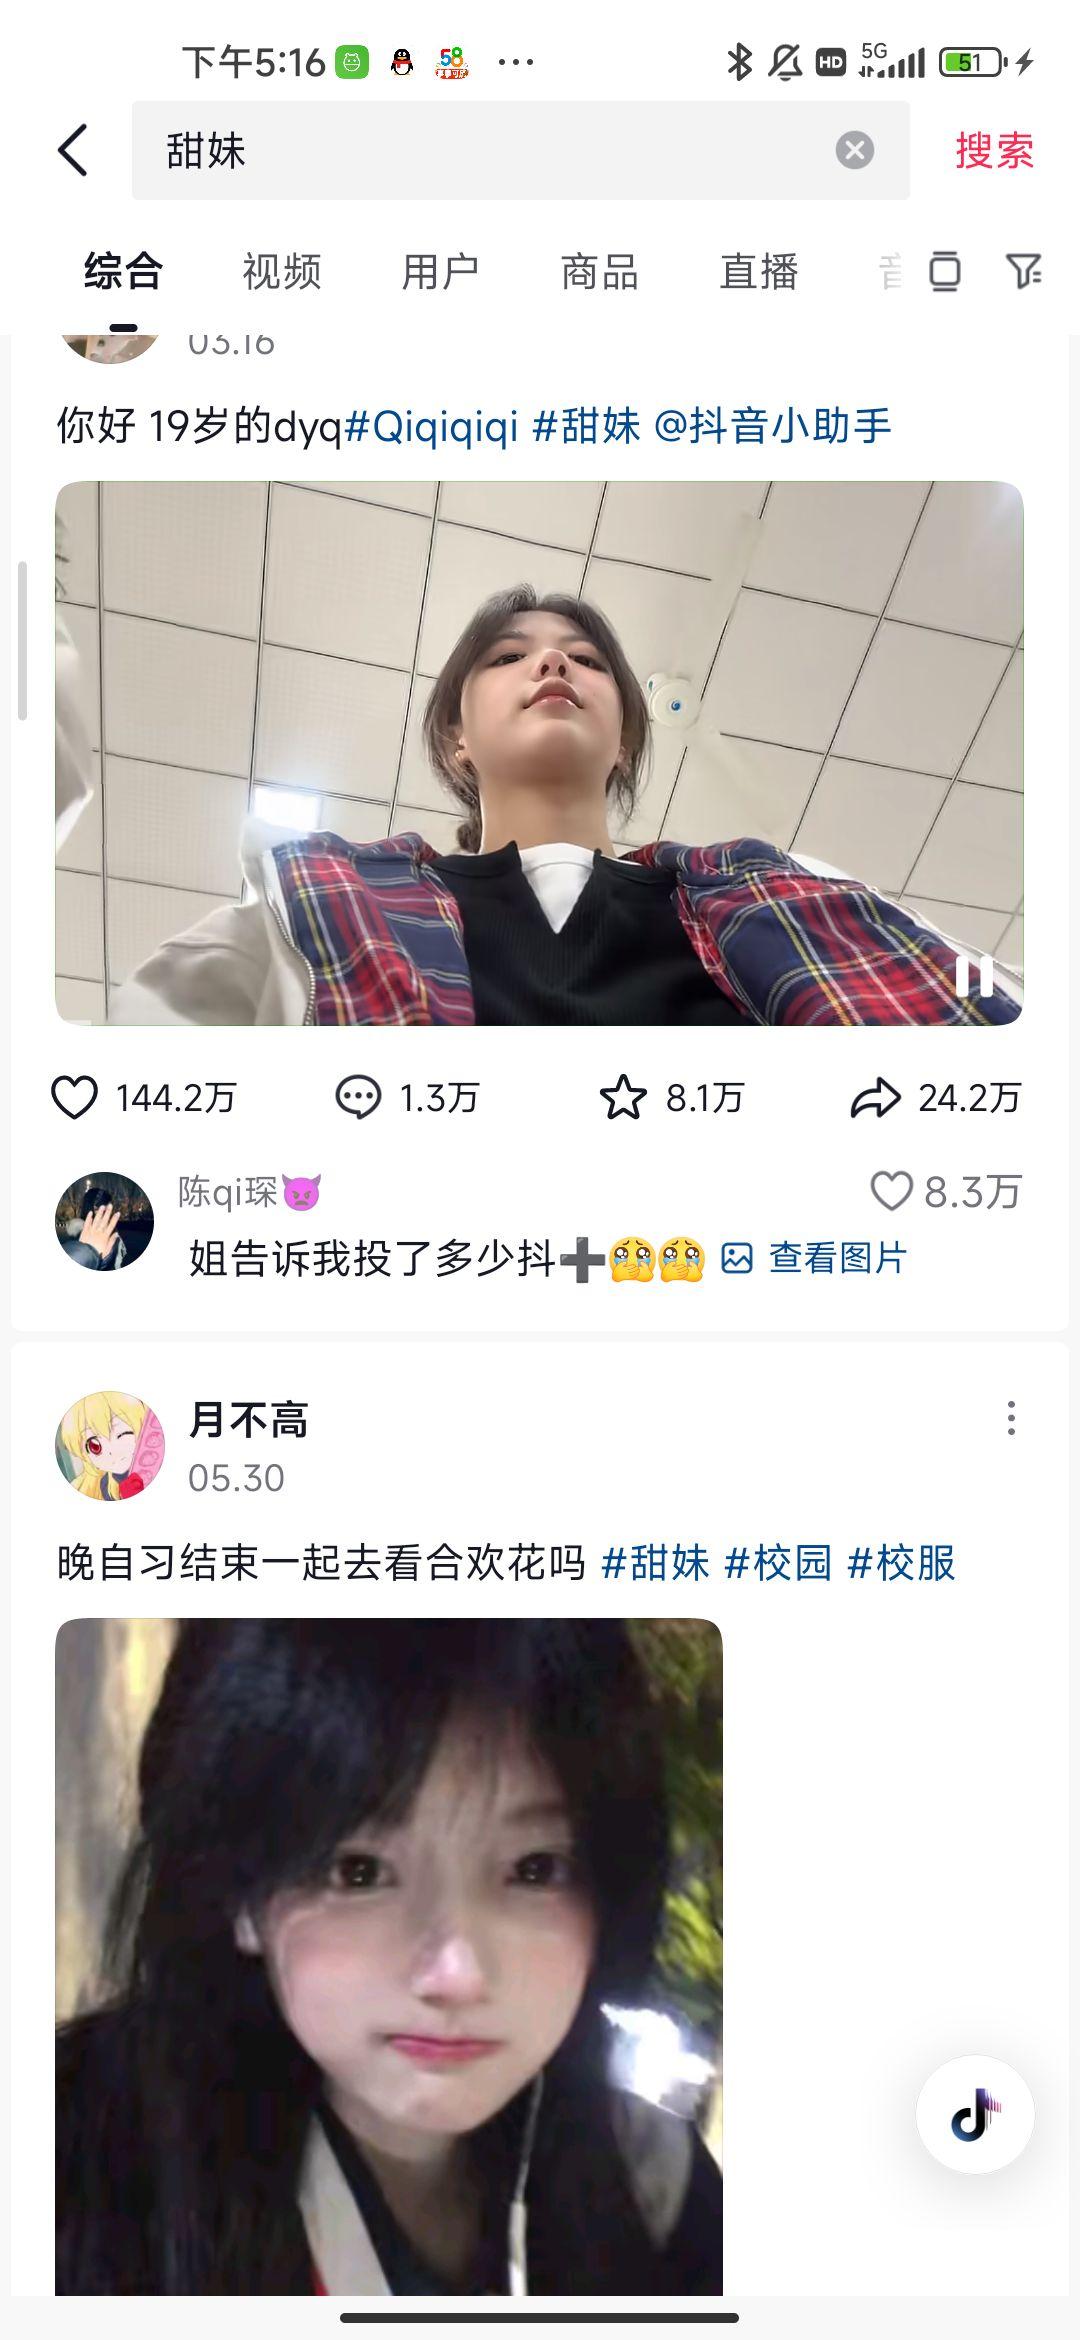 下午5:16 58 ...
HD 5G 51
甜妹
搜索
综合 视频 用户 商品 直播
03.16
你好 19岁的dyq#Qiqiqiqi #甜妹 @抖音小助手
144.2万 1.3万 8.1万 24.2万
陈qi琛😈 8.3万
姐告诉我投了多少抖➕🥹🥹 查看图片
月不高
05.30
晚自习结束一起去看合欢花吗 #甜妹 #校园 #校服